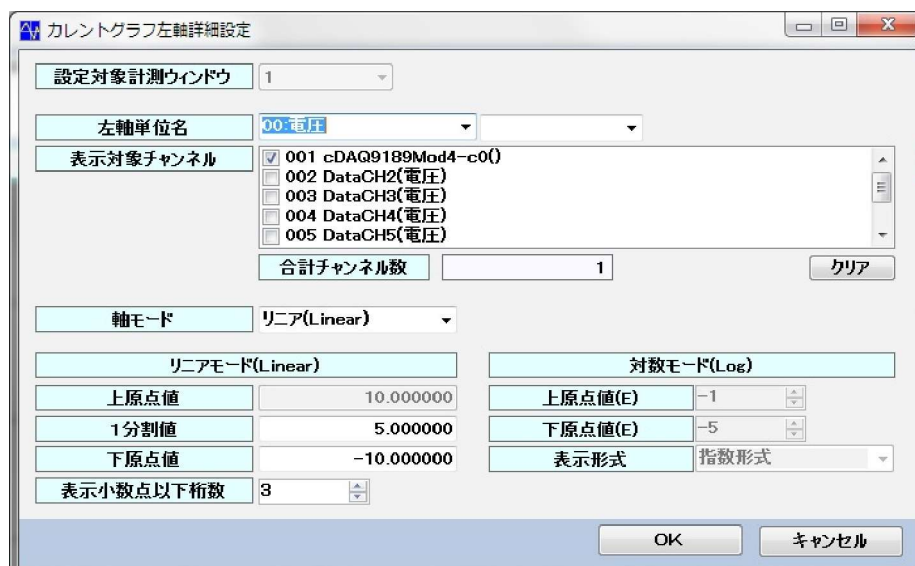 カレントグラフ左軸詳細設定
設定対象計測ウィンドウ 1
左軸単位名 00:電圧
表示対象チャンネル 001 cDAQ9189Mod4-c0()
002 DataCH2(電圧)
003 DataCH3(電圧)
004 DataCH4(電圧)
005 DataCH5(電圧)
合計チャンネル数 1 クリア
軸モード リニア(Linear)
リニアモード(Linear) 対数モード(Log)
上原点値 10.000000 上原点値(E) -1
1分割値 5.000000 下原点値(E) -5
下原点値 -10.000000 表示形式 指数形式
表示小数点以下桁数 3
OK キャンセル